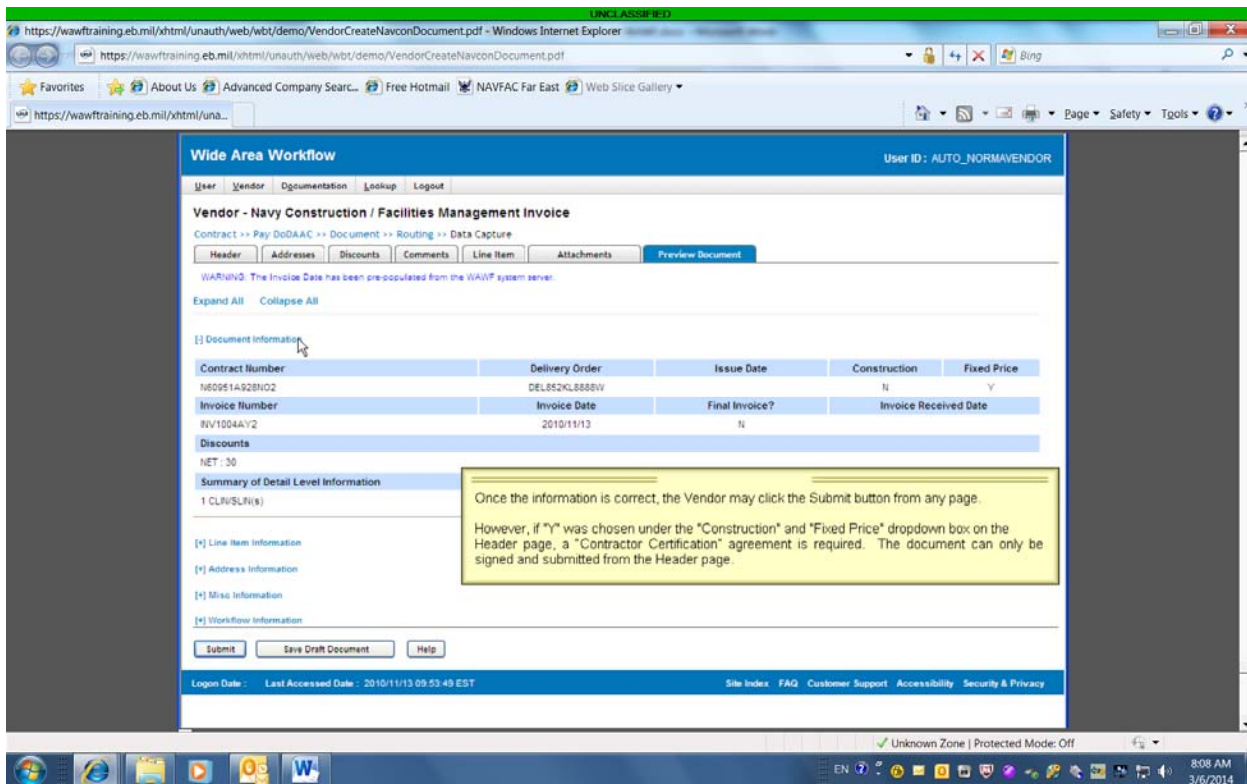 UNCLASSIFIED
https://wawftraining.eb.mil/xhtml/unauth/web/wbt/demo/VendorCreateNavconDocument.pdf - Windows Internet Explorer
https://wawftraining.eb.mil/xhtml/unauth/web/wbt/demo/VendorCreateNavconDocument.pdf
Bing
Favorites About Us Advanced Company Searc... Free Hotmail NAVFAC Far East Web Slice Gallery
https://wawftraining.eb.mil/xhtml/una...
Page Safety Tools
Wide Area Workflow
User ID : AUTO_NORMAVENDOR
User Vendor Documentation Lookup Logout
Vendor - Navy Construction / Facilities Management Invoice
Contract >> Pay DoDAAC >> Document >> Routing >> Data Capture
Header Addresses Discounts Comments Line Item Attachments Preview Document
WARNING: The Invoice Date has been pre-populated from the WAWF system server.
Expand All Collapse All
[-] Document Information
Contract Number Delivery Order Issue Date Construction Fixed Price
N60951A928NO2 DEL852KL8888W N Y
Invoice Number Invoice Date Final Invoice? Invoice Received Date
INV1004AY2 2010/11/13 N
Discounts
NET : 30
Summary of Detail Level Information
1 CLIN/SLIN(s)
Once the information is correct, the Vendor may click the Submit button from any page.
However, if "Y" was chosen under the "Construction" and "Fixed Price" dropdown box on the
Header page, a "Contractor Certification" agreement is required. The document can only be
signed and submitted from the Header page.
[+] Line Item Information
[+] Address Information
[+] Misc Information
[+] Workflow Information
Submit Save Draft Document Help
Logon Date : Last Accessed Date : 2010/11/13 09:53:49 EST
Site Index FAQ Customer Support Accessibility Security & Privacy
Unknown Zone | Protected Mode: Off
EN
8:08 AM
3/6/2014